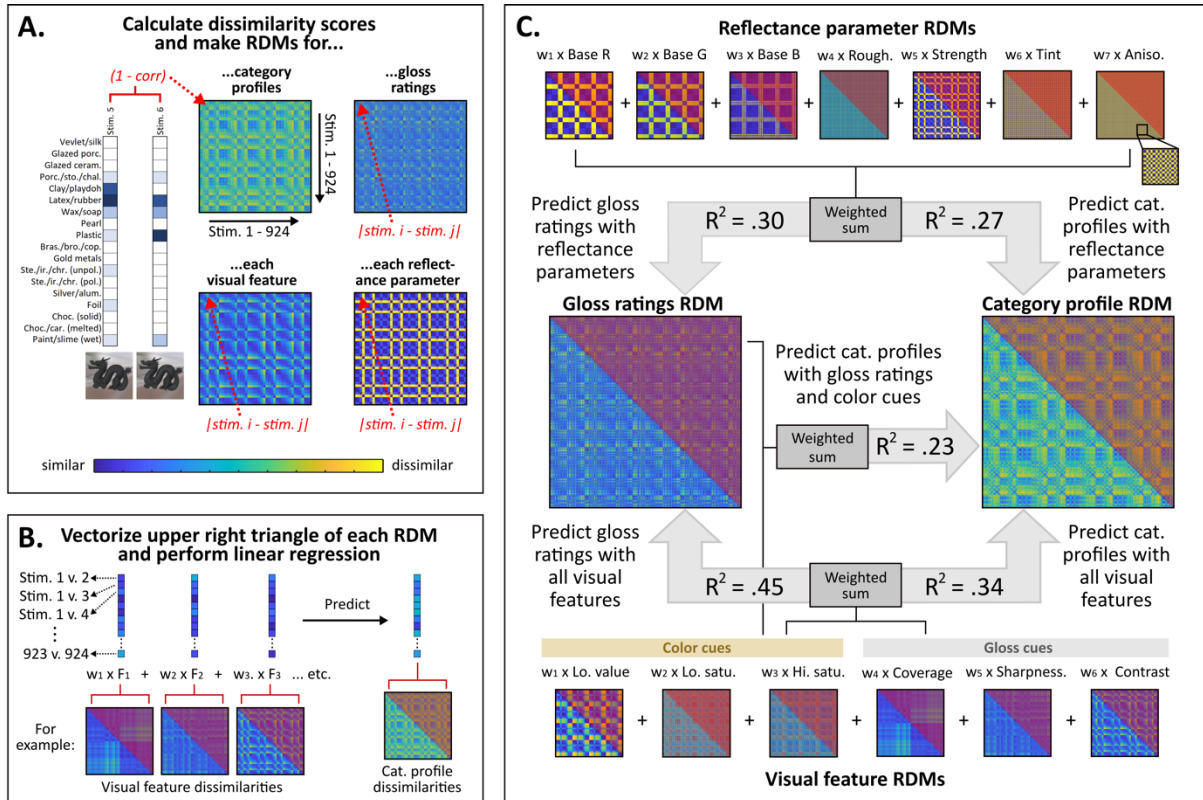 A.
Calculate dissimilarity scores
and make RDMs for...
(1 - corr)
Stim. 5
Stim. 6
Vevlet/silk
Glazed porc.
Glazed ceram.
Porc./sto./chal.
Clay/playdoh
Latex/rubber
Wax/soap
Pearl
Plastic
Bras./bro./cop.
Gold metals
Ste./ir./chr. (unpol.)
Ste./ir./chr. (pol.)
Silver/alum.
Foil
Choc. (solid)
Choc./car. (melted)
Paint/slime (wet)
...category
profiles
...gloss
ratings
Stim. 1 - 924
Stim. 1 - 924
|stim. i - stim. j|
...each
visual feature
...each reflect-
ance parameter
|stim. i - stim. j|
|stim. i - stim. j|
similar
dissimilar
B.
Vectorize upper right triangle of each RDM
and perform linear regression
Stim. 1 v. 2
Stim. 1 v. 3
Stim. 1 v. 4
923 v. 924
Predict
w1 x F1 + w2 x F2 + w3. x F3 ... etc.
For
example:
Visual feature dissimilarities
Cat. profile
dissimilarities
C.
Reflectance parameter RDMs
w1 x Base R
w2 x Base G
w3 x Base B
w4 x Rough.
w5 x Strength
w6 x Tint
w7 x Aniso.
+ + + + + +
Predict gloss
ratings with
reflectance
parameters
R² = .30
Weighted
sum
R² = .27
Predict cat.
profiles with
reflectance
parameters
Gloss ratings RDM
Category profile RDM
Predict cat. profiles
with gloss ratings
and color cues
Weighted
sum
R² = .23
Predict gloss
ratings with
all visual
features
R² = .45
Weighted
sum
R² = .34
Predict cat.
profiles with
all visual
features
Color cues
Gloss cues
w1 x Lo. value
w2 x Lo. satu.
w3 x Hi. satu.
w4 x Coverage
w5 x Sharpness.
w6 x Contrast
+ + + + +
Visual feature RDMs